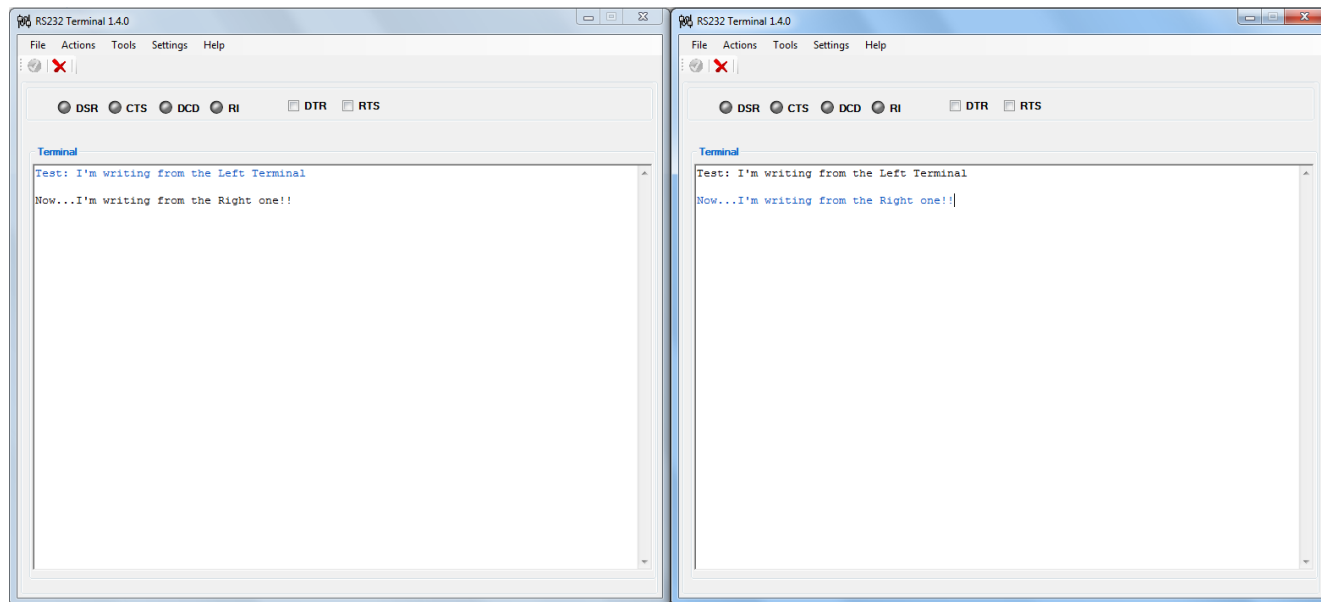 RS232 Terminal 1.4.0
File Actions Tools Settings Help
DSR CTS DCD RI DTR RTS
Terminal
Test: I'm writing from the Left Terminal
Now...I'm writing from the Right one!!
RS232 Terminal 1.4.0
File Actions Tools Settings Help
DSR CTS DCD RI DTR RTS
Terminal
Test: I'm writing from the Left Terminal
Now...I'm writing from the Right one!!